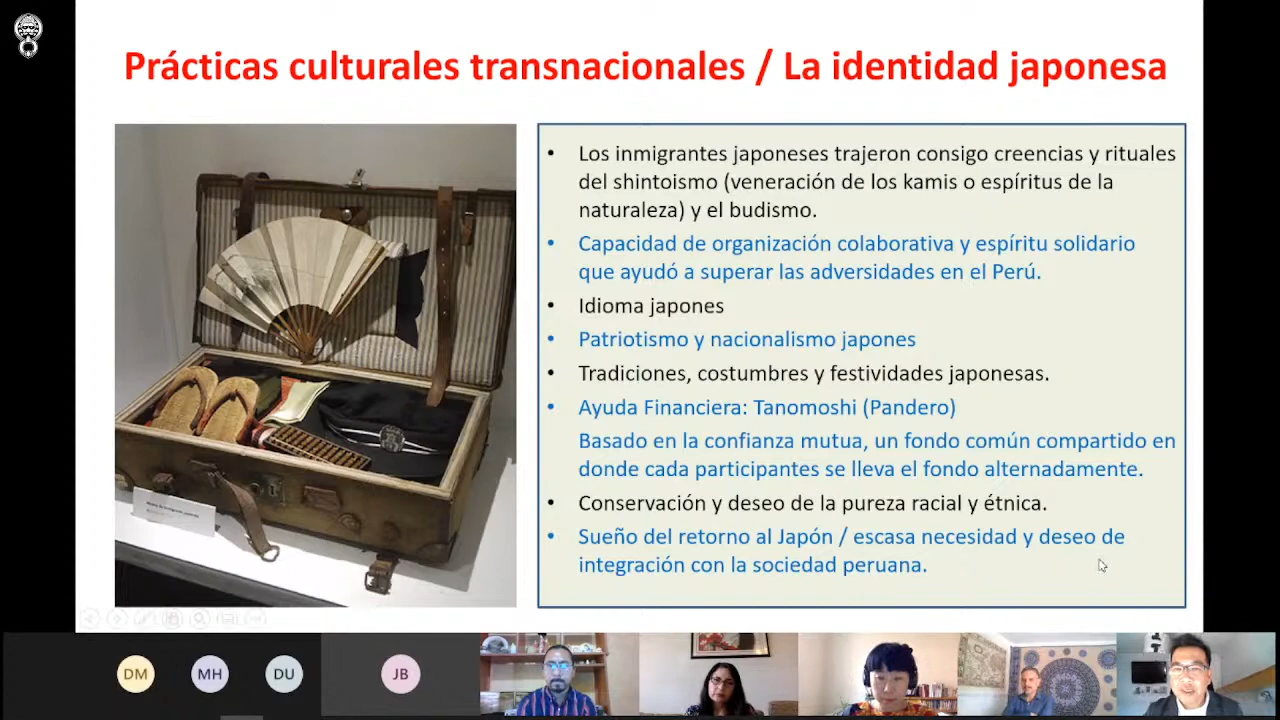 Prácticas culturales transnacionales / La identidad japonesa
• Los inmigrantes japoneses trajeron consigo creencias y rituales
del shintoismo (veneración de los kamis o espíritus de la
naturaleza) y el budismo.
• Capacidad de organización colaborativa y espíritu solidario
que ayudó a superar las adversidades en el Perú.
• Idioma japones
• Patriotismo y nacionalismo japones
• Tradiciones, costumbres y festividades japonesas.
• Ayuda Financiera: Tanomoshi (Pandero)
Basado en la confianza mutua, un fondo común compartido en
donde cada participantes se lleva el fondo alternadamente.
• Conservación y deseo de la pureza racial y étnica.
• Sueño del retorno al Japón / escasa necesidad y deseo de
integración con la sociedad peruana.
DM
MH
DU
JB